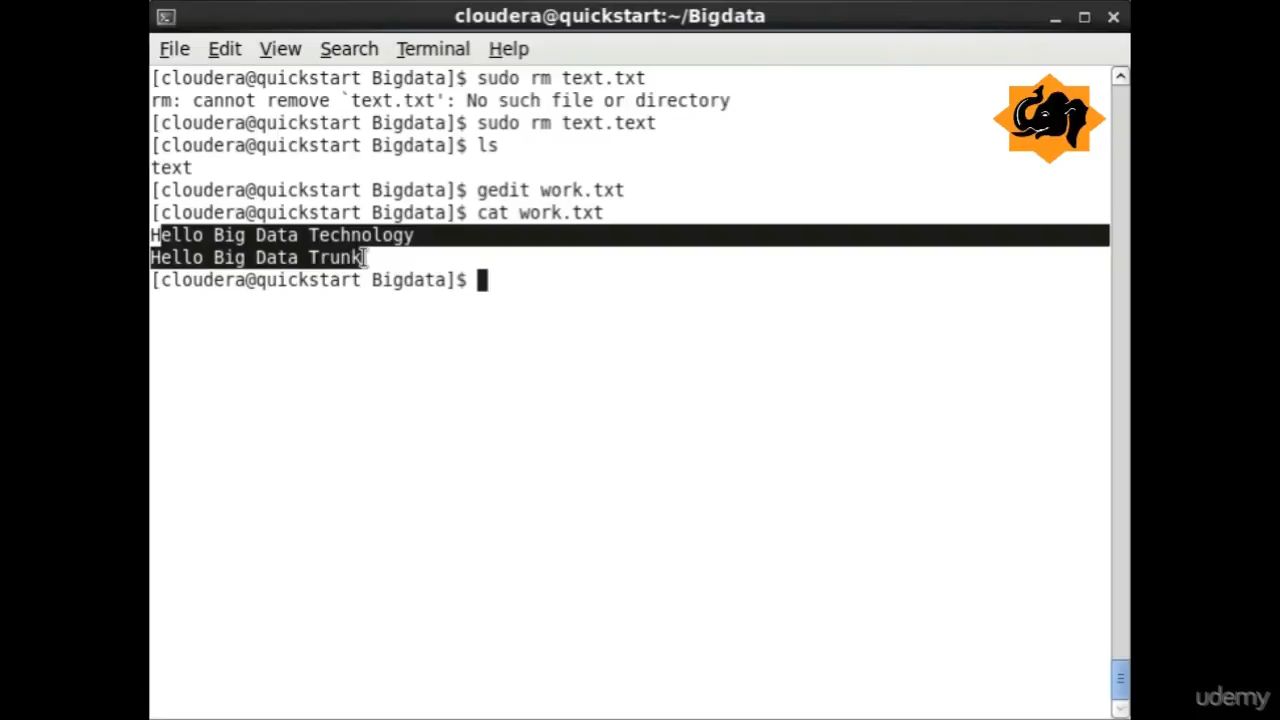 cloudera@quickstart:~/Bigdata
File Edit View Search Terminal Help
[cloudera@quickstart Bigdata]$ sudo rm text.txt
rm: cannot remove `text.txt': No such file or directory
[cloudera@quickstart Bigdata]$ sudo rm text.text
[cloudera@quickstart Bigdata]$ ls
text
[cloudera@quickstart Bigdata]$ gedit work.txt
[cloudera@quickstart Bigdata]$ cat work.txt
Hello Big Data Technology
Hello Big Data Trunk
[cloudera@quickstart Bigdata]$
udemy